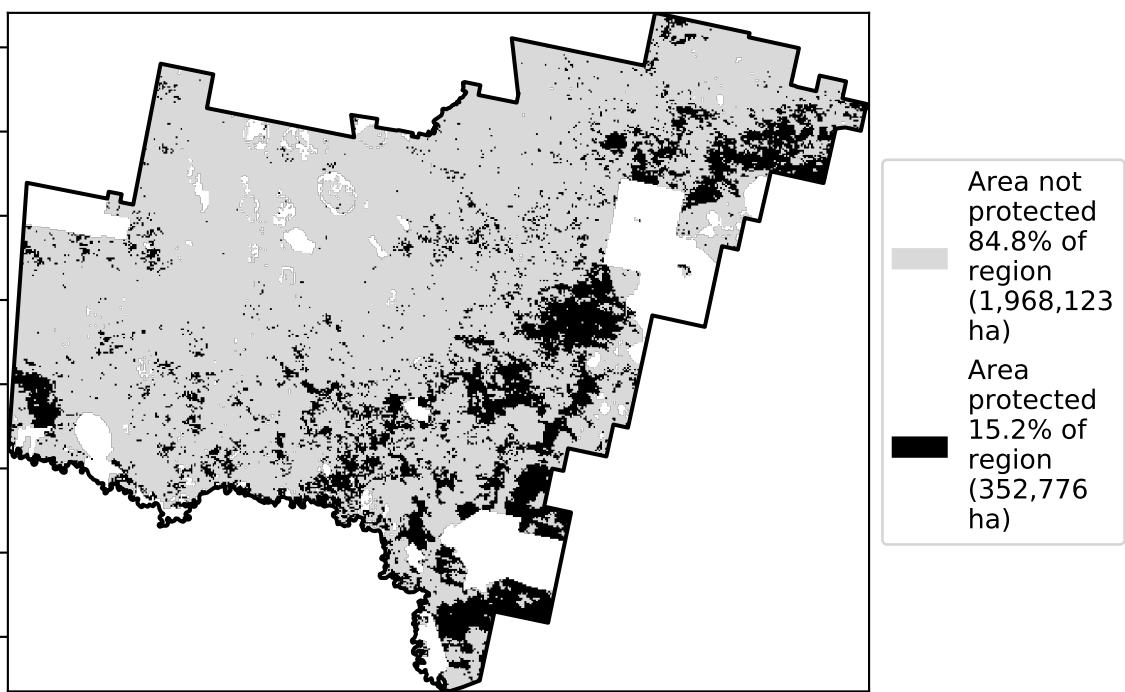 Area not
protected
84.8% of
region
(1,968,123
ha)
Area
protected
15.2% of
region
(352,776
ha)